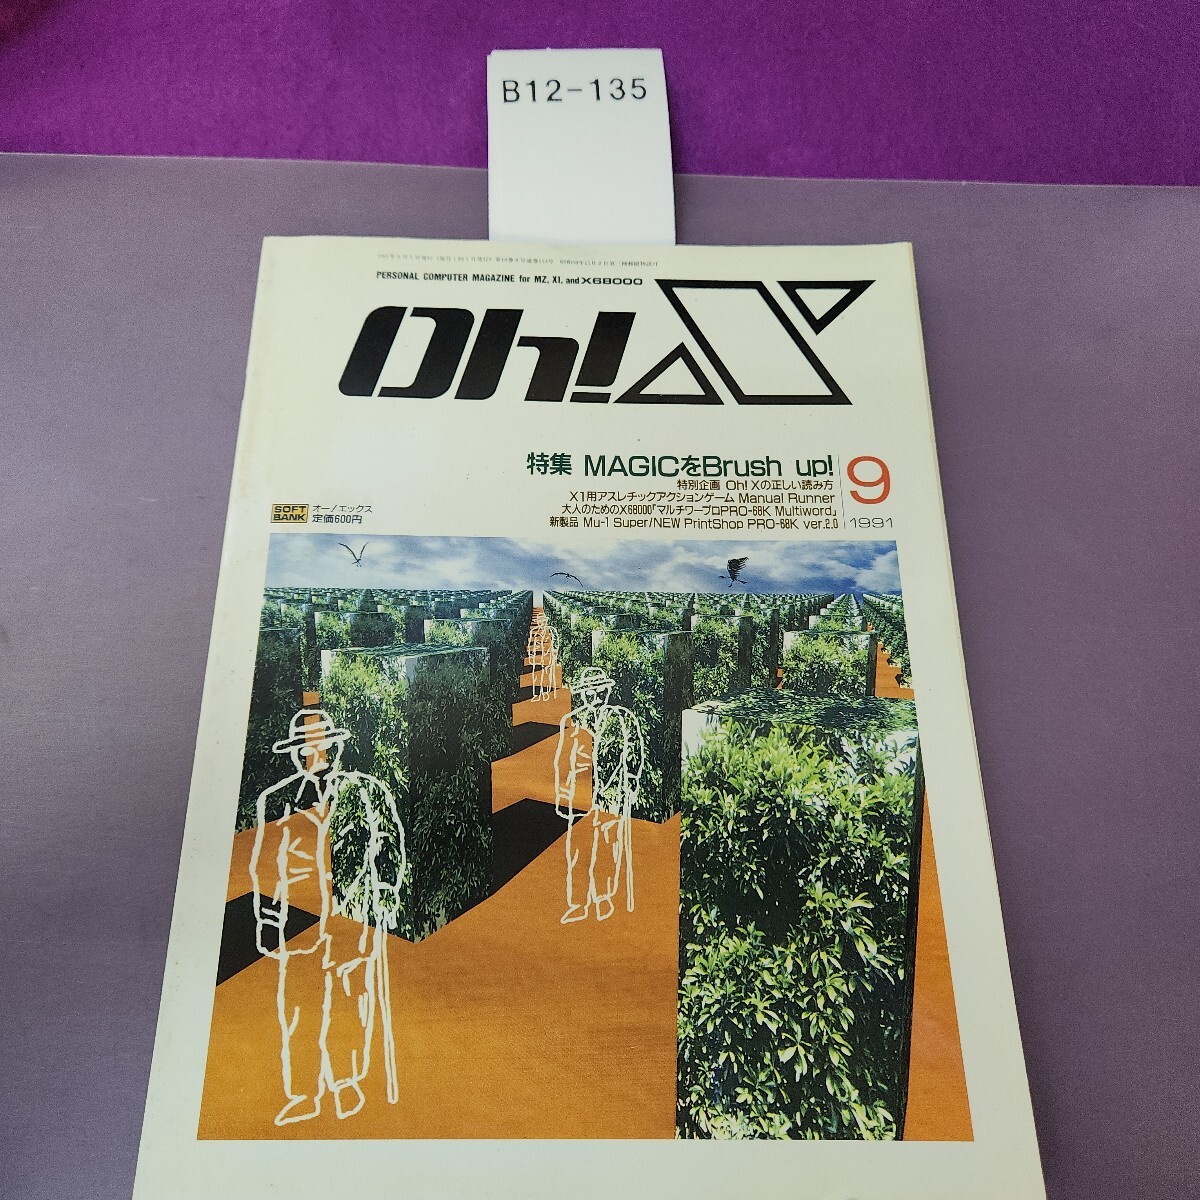 B12-135
PERSONAL COMPUTER MAGAZINE for MZ, X1, and X68000
Oh!X
特集 MAGICをBrush up!
特別企画 Oh! Xの正しい読み方
X1用アスレチックアクションゲーム Manual Runner
大人のためのX68000「マルチワープロPRO-68K Multiword」
新製品 Mu-1 Super/NEW PrintShop PRO-68K ver.2.0
9
1991
SOFT
BANK
オー!エックス
定価600円